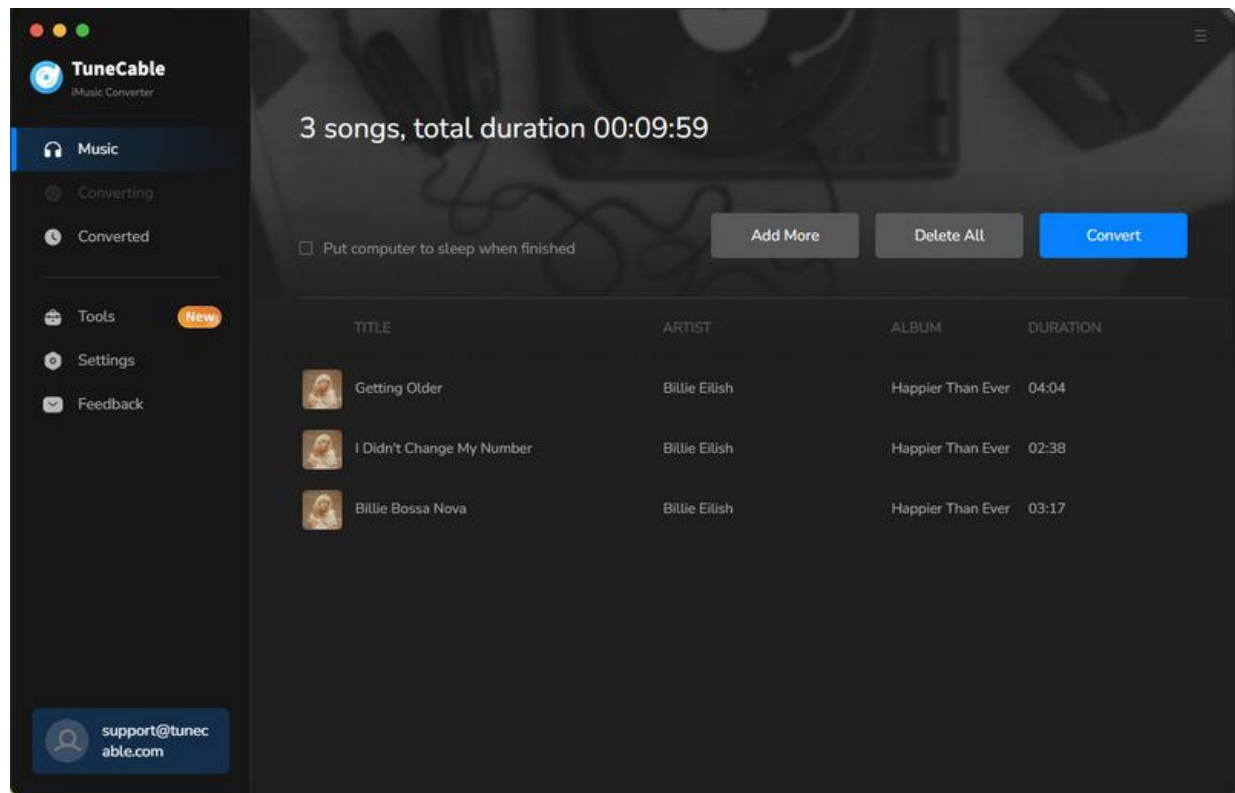 TuneCable
iMusic Converter
Music
Converting
Converted
Tools New
Settings
Feedback
support@tunec
able.com
3 songs, total duration 00:09:59
Put computer to sleep when finished
Add More Delete All Convert
TITLE ARTIST ALBUM DURATION
Getting Older Billie Eilish Happier Than Ever 04:04
I Didn't Change My Number Billie Eilish Happier Than Ever 02:38
Billie Bossa Nova Billie Eilish Happier Than Ever 03:17